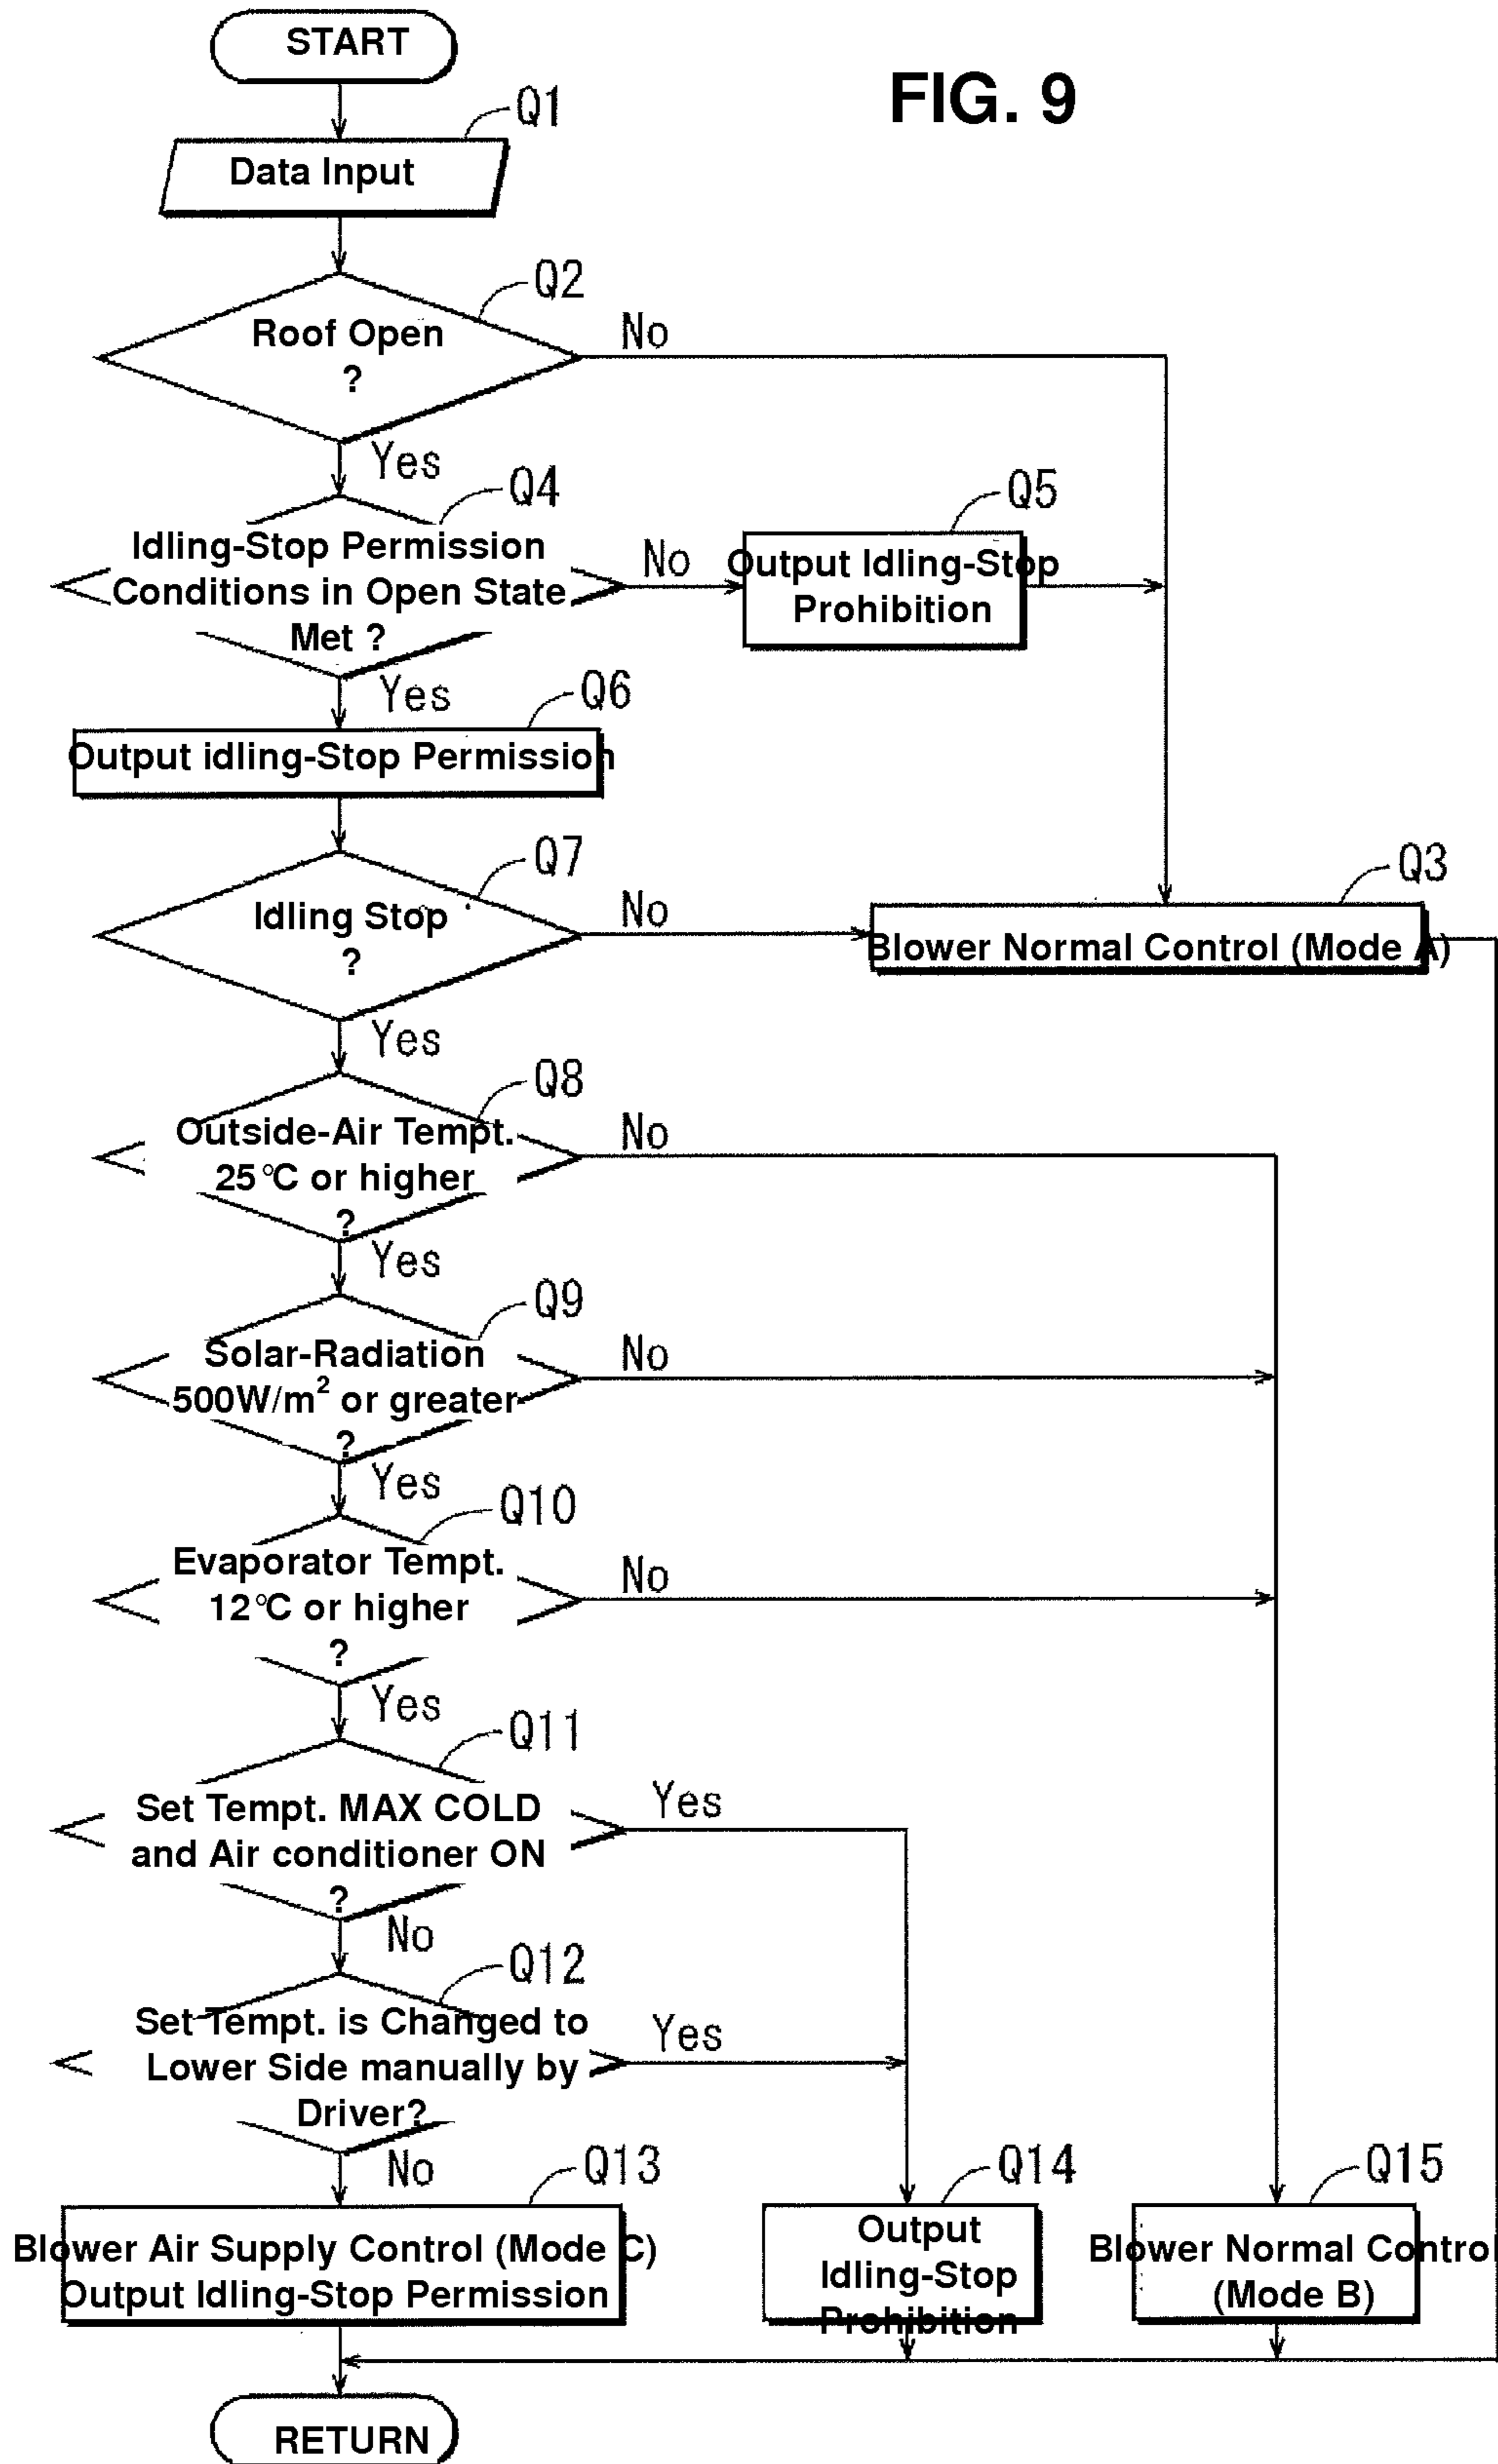 START
FIG. 9
Q1
Data Input
Q2
Roof Open
?
No
Yes
Q4
Idling-Stop Permission
Conditions in Open State
Met ?
No
Q5
Output Idling-Stop
Prohibition
Yes
Q6
Output idling-Stop Permission
Q7
Idling Stop
?
No
Q3
Blower Normal Control (Mode A)
Yes
Q8
Outside-Air Tempt.
25°C or higher
?
No
Yes
Q9
Solar-Radiation
500W/m² or greater
?
No
Yes
Q10
Evaporator Tempt.
12°C or higher
?
No
Yes
Q11
Set Tempt. MAX COLD
and Air conditioner ON
?
Yes
No
Q12
Set Tempt. is Changed to
Lower Side manually by
Driver?
Yes
No
Q13
Blower Air Supply Control (Mode C)
Output Idling-Stop Permission
Q14
Output
Idling-Stop
Prohibition
Q15
Blower Normal Control
(Mode B)
RETURN